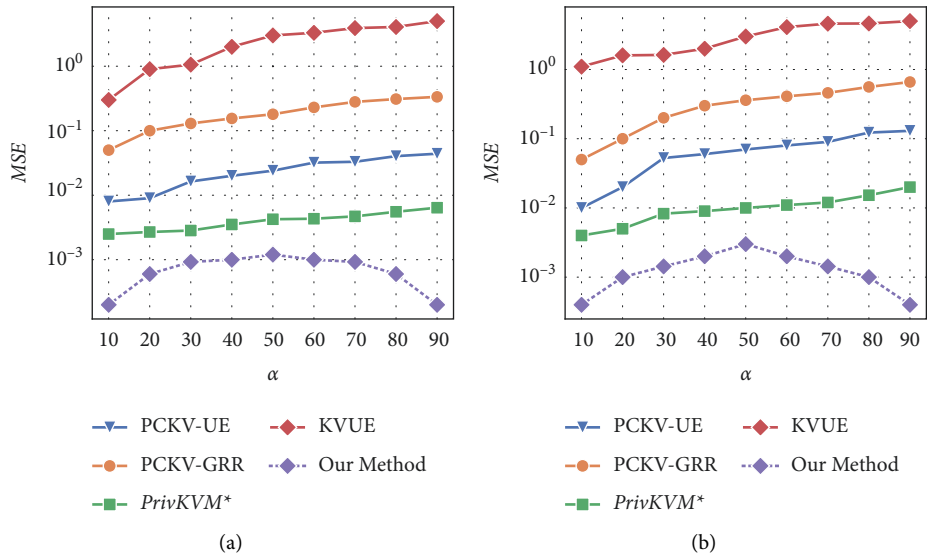 MSE
10^0
10^-1
10^-2
10^-3
10 20 30 40 50 60 70 80 90
α
PCKV-UE
KVUE
PCKV-GRR
Our Method
PrivKVM*
(a)
MSE
10^0
10^-1
10^-2
10^-3
10 20 30 40 50 60 70 80 90
α
PCKV-UE
KVUE
PCKV-GRR
Our Method
PrivKVM*
(b)